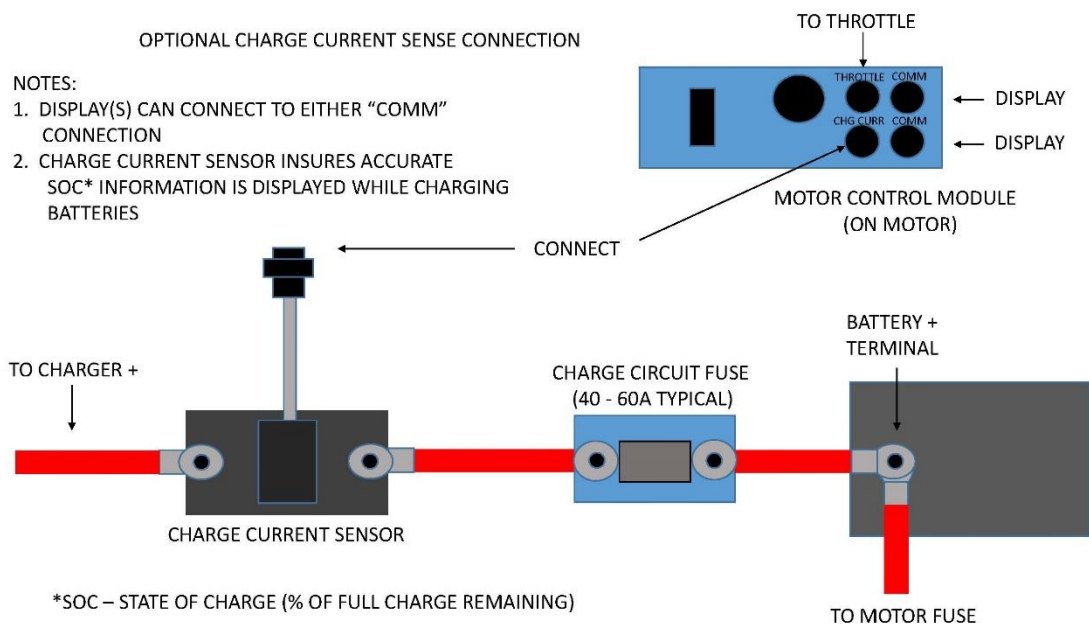 OPTIONAL CHARGE CURRENT SENSE CONNECTION
TO THROTTLE
NOTES:
1. DISPLAY(S) CAN CONNECT TO EITHER “COMM”
CONNECTION
2. CHARGE CURRENT SENSOR INSURES ACCURATE
SOC* INFORMATION IS DISPLAYED WHILE CHARGING
BATTERIES
THROTTLE COMM
DISPLAY
CHG CURR COMM
DISPLAY
MOTOR CONTROL MODULE
(ON MOTOR)
CONNECT
TO CHARGER +
CHARGE CIRCUIT FUSE
(40 - 60A TYPICAL)
BATTERY +
TERMINAL
CHARGE CURRENT SENSOR
*SOC – STATE OF CHARGE (% OF FULL CHARGE REMAINING)
TO MOTOR FUSE